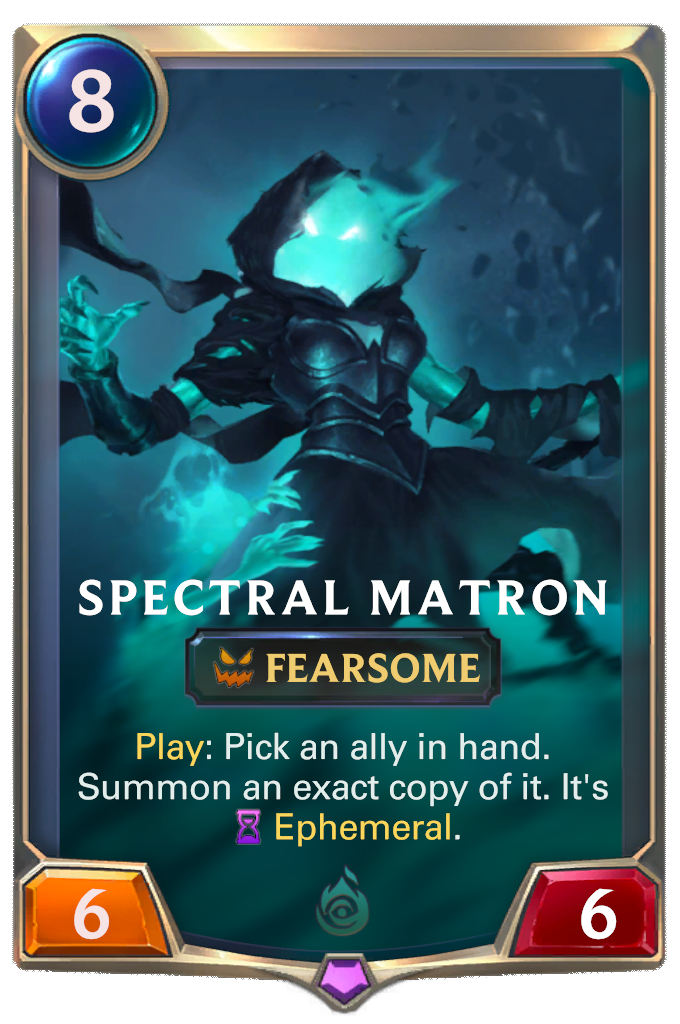 8
SPECTRAL MATRON
FEARSOME
Play: Pick an ally in hand.
Summon an exact copy of it. It's
Ephemeral.
6 6